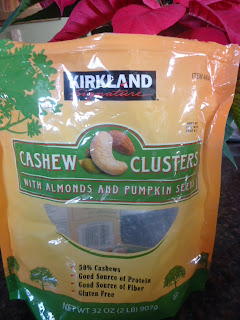 ITEM
KIRKLAND
Signature
CASHEW CLUSTERS
WITH ALMONDS AND PUMPKIN SEEDS
50% Cashews
Good Source of Protein
Good Source of Fiber
Gluten Free
NET WT 32 OZ (2 LB) 907g